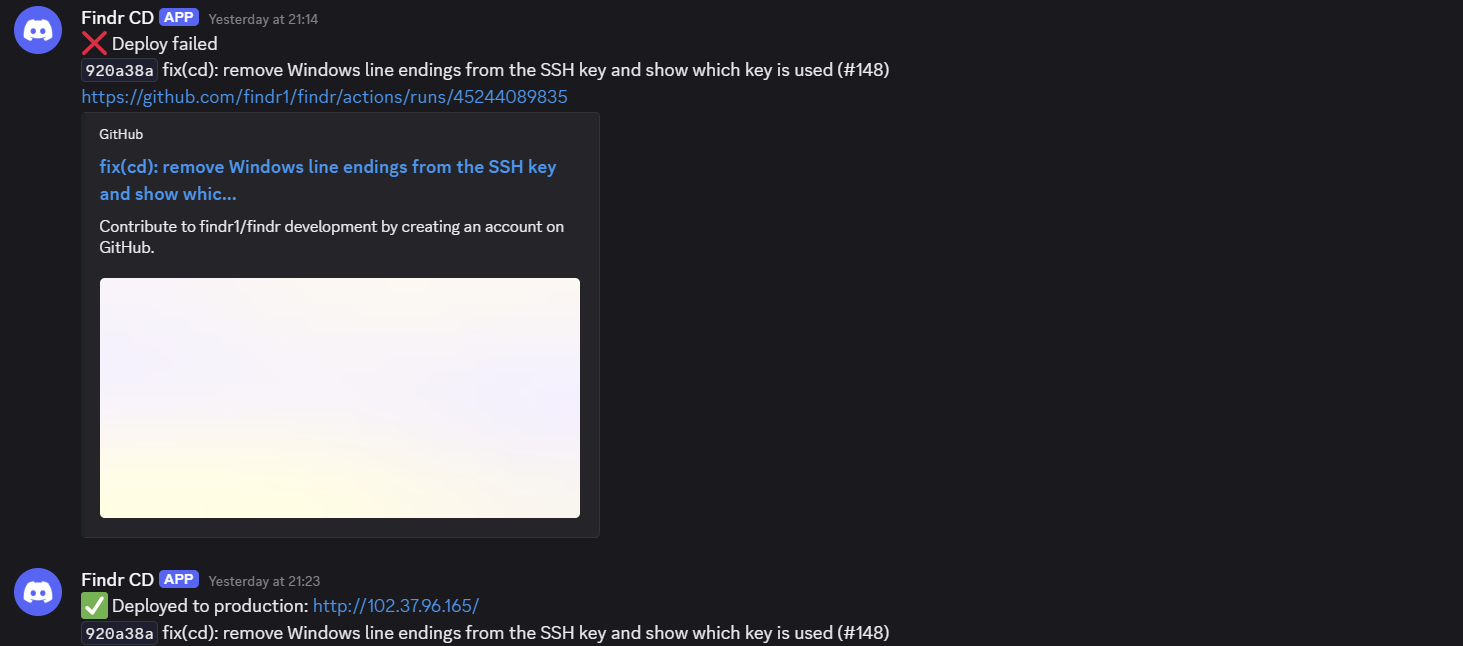 Findr CD APP Yesterday at 21:14
❌ Deploy failed
920a38a fix(cd): remove Windows line endings from the SSH key and show which key is used (#148)
https://github.com/findr1/findr/actions/runs/45244089835
GitHub
fix(cd): remove Windows line endings from the SSH key
and show whic...
Contribute to findr1/findr development by creating an account on
GitHub.
Findr CD APP Yesterday at 21:23
✅ Deployed to production: http://102.37.96.165/
920a38a fix(cd): remove Windows line endings from the SSH key and show which key is used (#148)